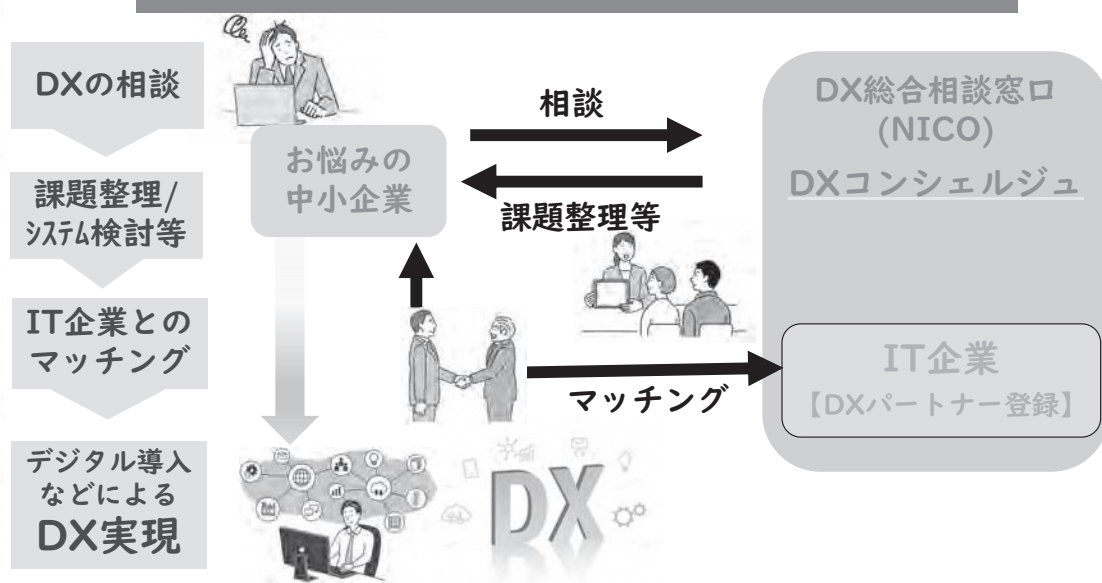 DXの相談
課題整理/
ｼｽﾃﾑ検討等
IT企業との
マッチング
デジタル導入
などによる
DX実現
お悩みの
中小企業
相談
課題整理等
マッチング
DX総合相談窓口
(NICO)
DXコンシェルジュ
IT企業
【DXパートナー登録】
DX